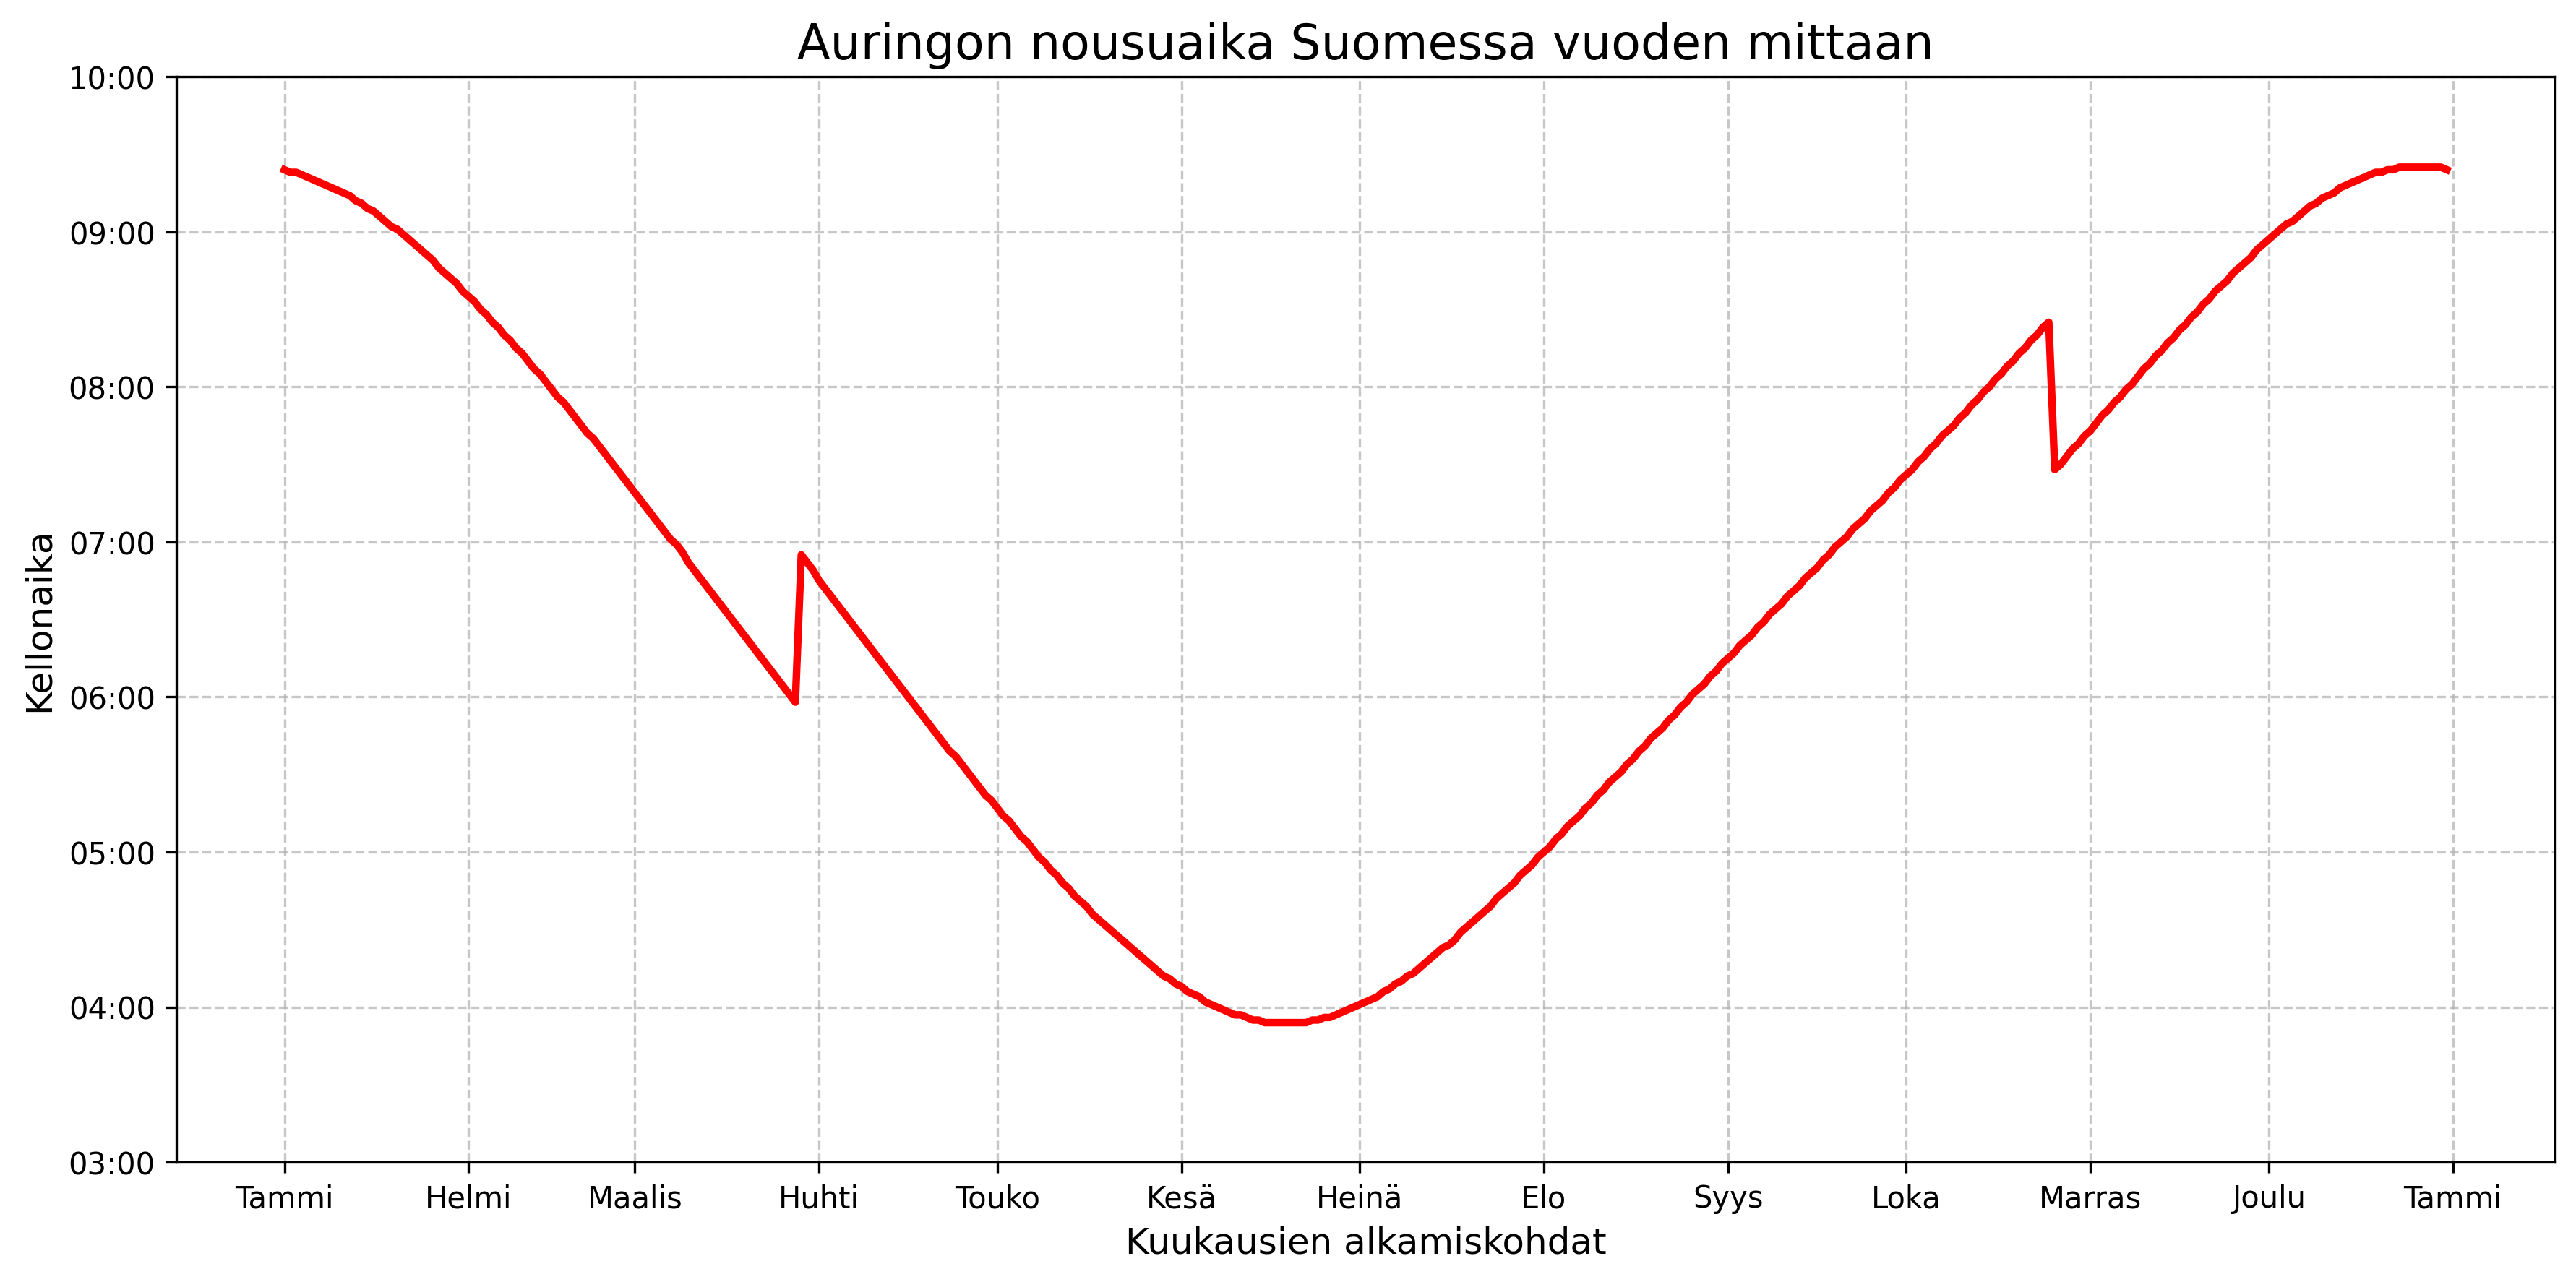 Auringon nousuaika Suomessa vuoden mittaan
10:00
09:00
08:00
07:00
06:00
05:00
04:00
03:00
Kellonaika
Tammi Helmi Maalis Huhti Touko Kesä Heinä Elo Syys Loka Marras Joulu Tammi
Kuukausien alkamiskohdat